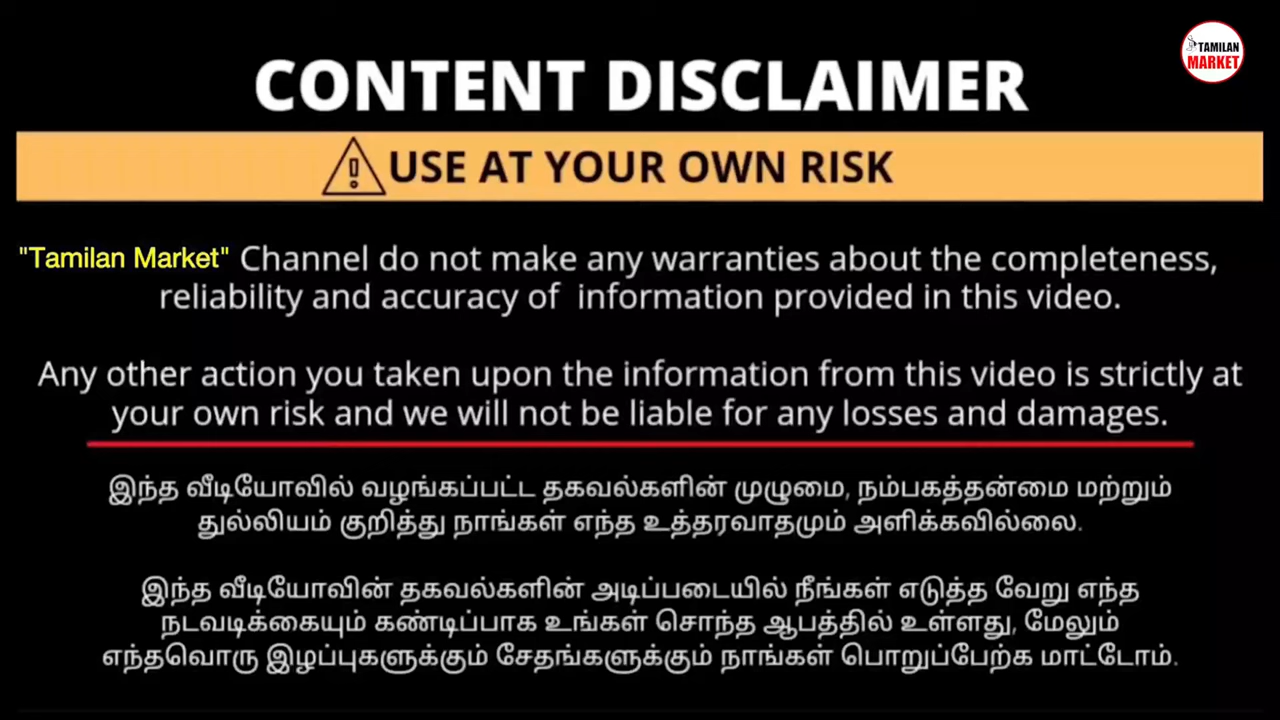 TAMILAN
MARKET
CONTENT DISCLAIMER
USE AT YOUR OWN RISK
"Tamilan Market" Channel do not make any warranties about the completeness,
reliability and accuracy of information provided in this video.
Any other action you taken upon the information from this video is strictly at
your own risk and we will not be liable for any losses and damages.
இந்த வீடியோவில் வழங்கப்பட்ட தகவல்களின் முழுமை, நம்பகத்தன்மை மற்றும்
துல்லியம் குறித்து நாங்கள் எந்த உத்தரவாதமும் அளிக்கவில்லை.
இந்த வீடியோவின் தகவல்களின் அடிப்படையில் நீங்கள் எடுத்த வேறு எந்த
நடவடிக்கையும் கண்டிப்பாக உங்கள் சொந்த ஆபத்தில் உள்ளது, மேலும்
எந்தவொரு இழப்புகளுக்கும் சேதங்களுக்கும் நாங்கள் பொறுப்பேற்க மாட்டோம்.